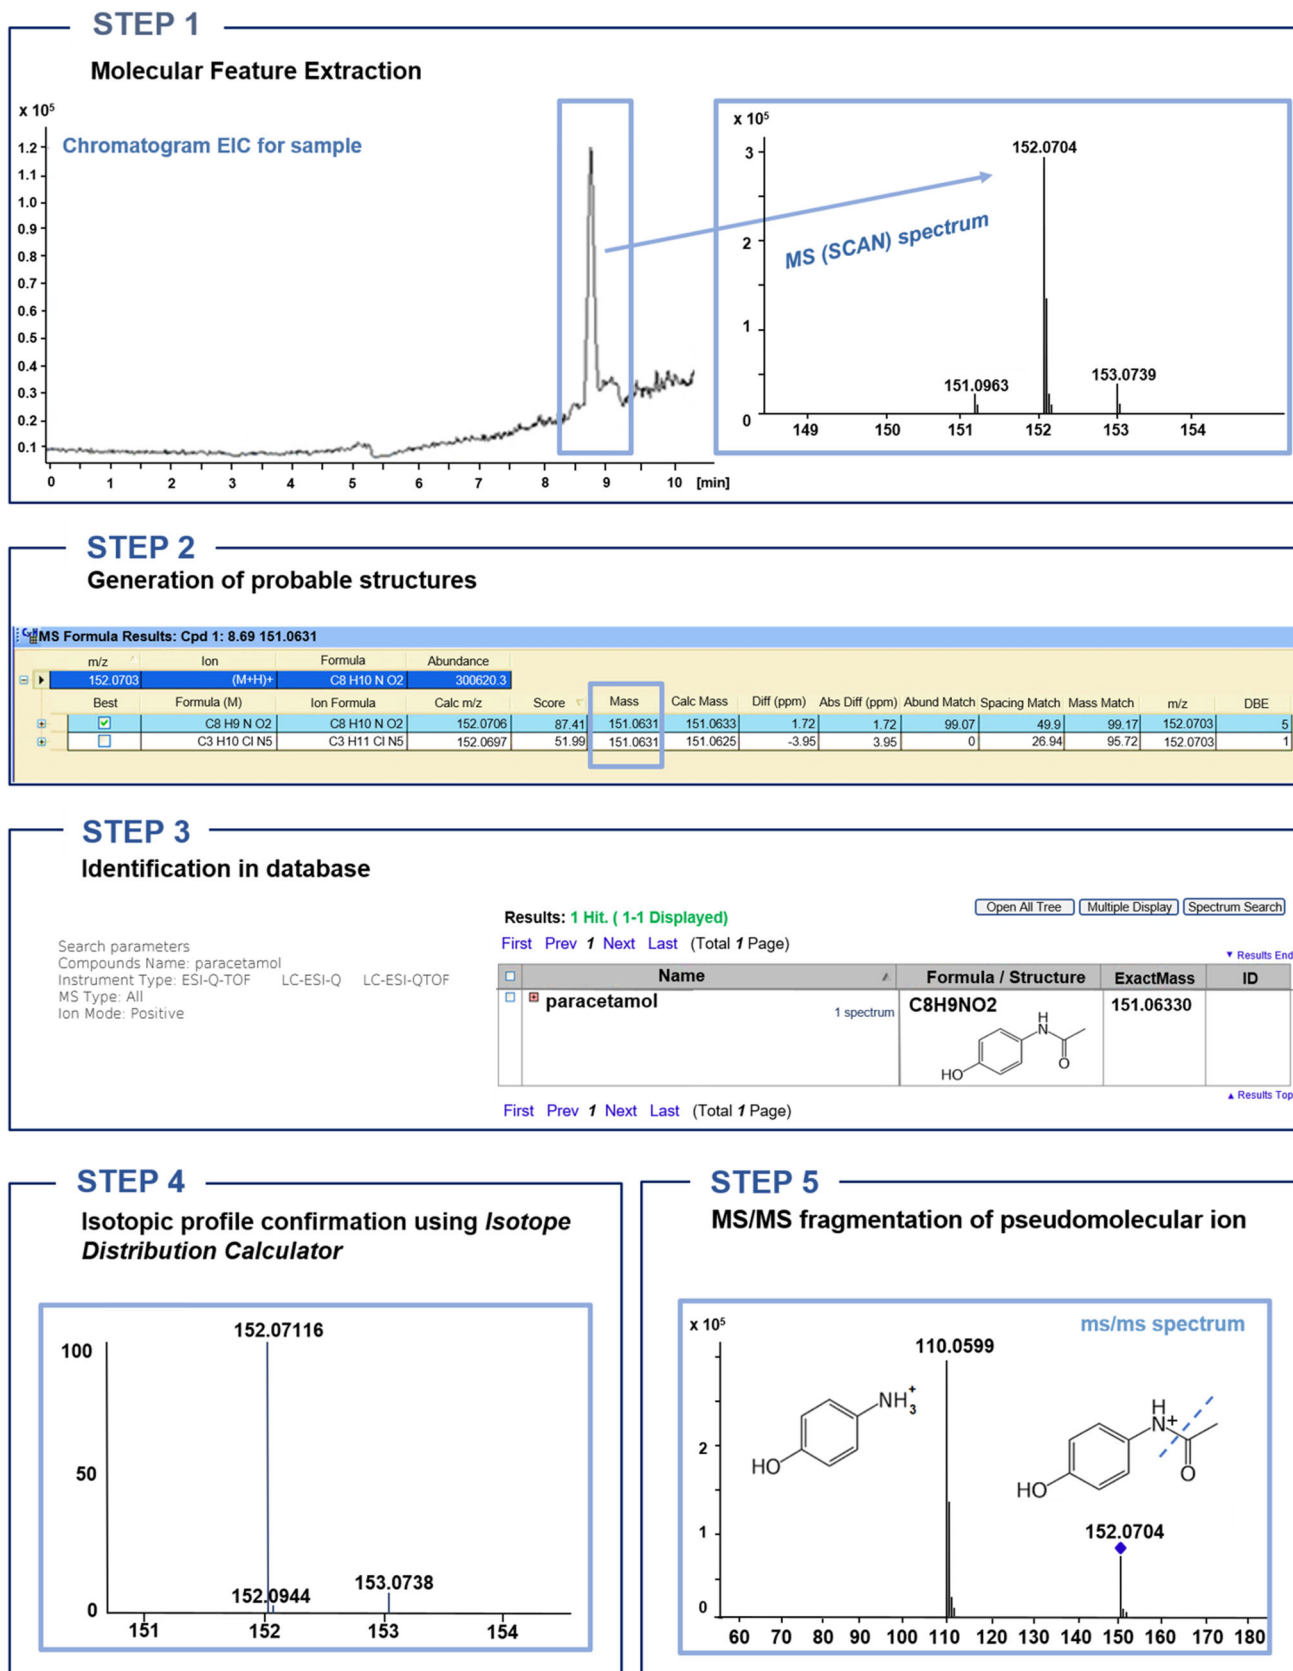 STEP 1
Molecular Feature Extraction
x 10⁵
Chromatogram EIC for sample
1.2
1.1
1.0
0.9
0.8
0.7
0.6
0.5
0.4
0.3
0.2
0.1
0 1 2 3 4 5 6 7 8 9 10 [min]
x 10⁵
3
2
1
0
152.0704
MS (SCAN) spectrum
151.0963
153.0739
149 150 151 152 153 154
STEP 2
Generation of probable structures
MS Formula Results: Cpd 1: 8.69 151.0631
m/z Ion Formula Abundance
152.0703 (M+H)+ C8 H10 N O2 300620.3
Best Formula (M) Ion Formula Calc m/z Score Mass Calc Mass Diff (ppm) Abs Diff (ppm) Abund Match Spacing Match Mass Match m/z DBE
C8 H9 N O2 C8 H10 N O2 152.0706 87.41 151.0631 151.0633 1.72 1.72 99.07 49.9 99.17 152.0703 5
C3 H10 Cl N5 C3 H11 Cl N5 152.0697 51.99 151.0631 151.0625 -3.95 3.95 0 26.94 95.72 152.0703 1
STEP 3
Identification in database
Search parameters
Compounds Name: paracetamol
Instrument Type: ESI-Q-TOF LC-ESI-Q LC-ESI-QTOF
MS Type: All
Ion Mode: Positive
Results: 1 Hit. ( 1-1 Displayed)
Open All Tree Multiple Display Spectrum Search
First Prev 1 Next Last (Total 1 Page)
▼ Results End
Name Formula / Structure ExactMass ID
paracetamol 1 spectrum C8H9NO2 151.06330
H
N
O
HO
▲ Results Top
First Prev 1 Next Last (Total 1 Page)
STEP 4
Isotopic profile confirmation using Isotope
Distribution Calculator
152.07116
100
50
0
152.0944
153.0738
151 152 153 154
STEP 5
MS/MS fragmentation of pseudomolecular ion
x 10⁵
ms/ms spectrum
110.0599
NH₃⁺
HO
H
N+
O
HO
152.0704
2
1
0
60 70 80 90 100 110 120 130 140 150 160 170 180